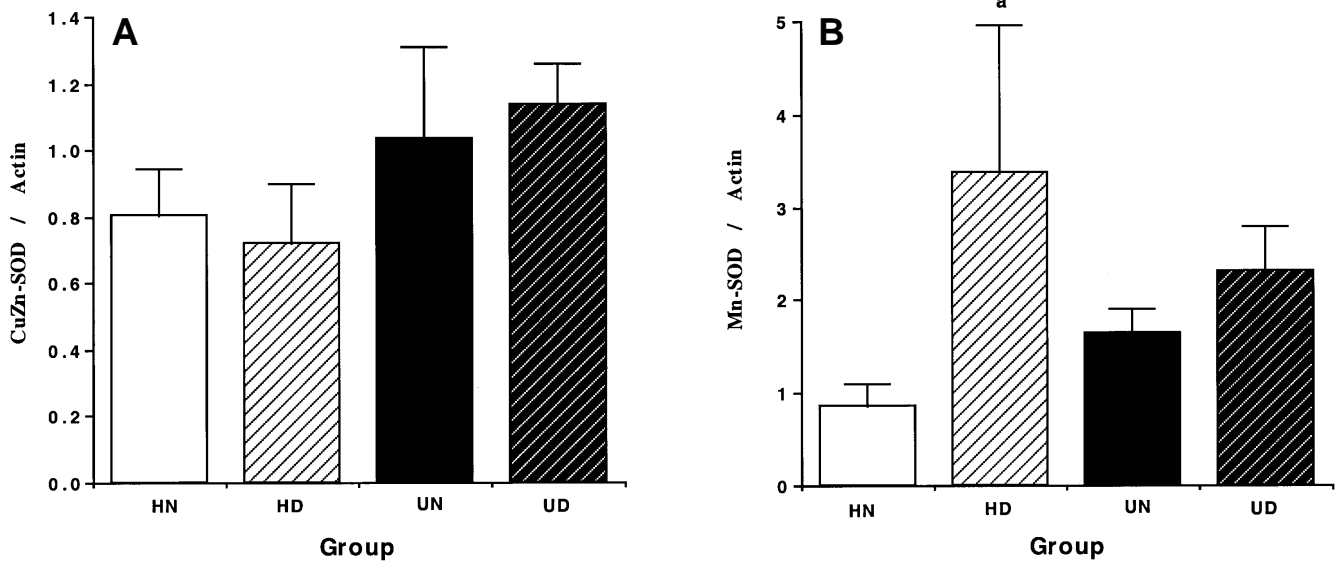 A
1.4
1.2
1.0
0.8
0.6
0.4
0.2
0.0
CuZn-SOD / Actin
HN HD UN UD
Group
a
B
5
4
3
2
1
0
Mn-SOD / Actin
HN HD UN UD
Group